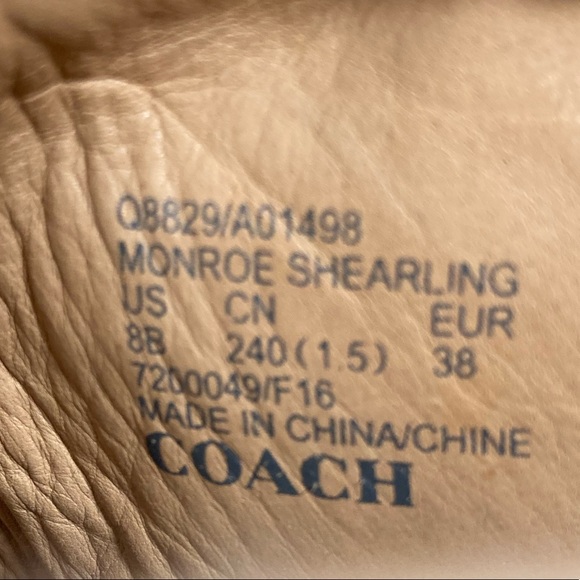 Q8829/A01498
MONROE SHEARLING
US CN EUR
8B 240(1.5) 38
7200049/F16
MADE IN CHINA/CHINE
COACH